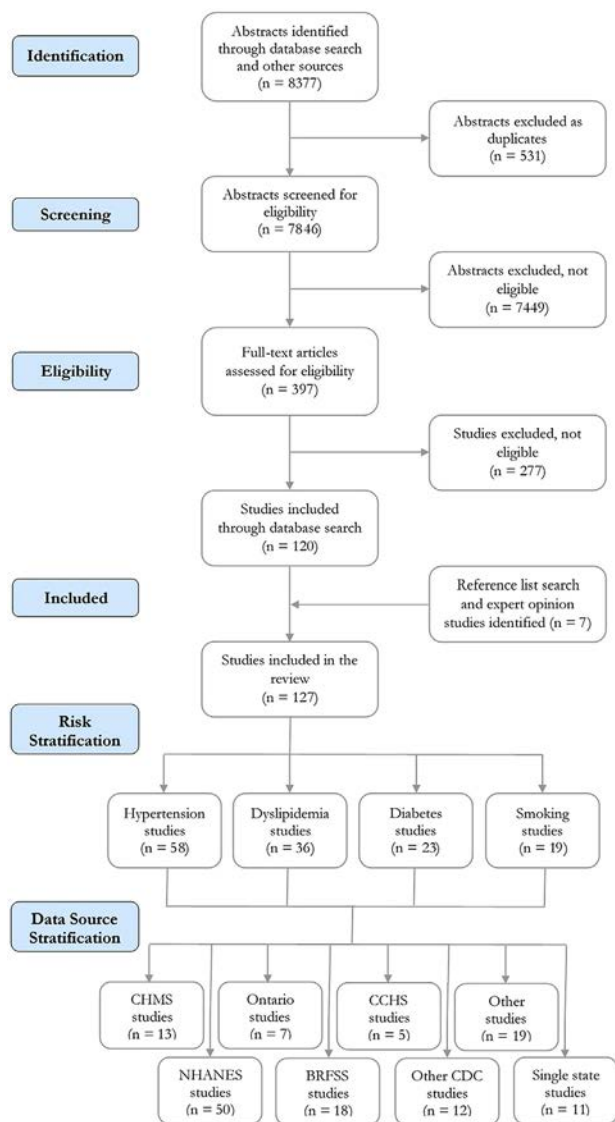 Identification
Abstracts identified
through database search
and other sources
(n = 8377)
Abstracts excluded as
duplicates
(n = 531)
Screening
Abstracts screened for
eligibility
(n = 7846)
Abstracts excluded, not
eligible
(n = 7449)
Eligibility
Full-text articles
assessed for eligibility
(n = 397)
Studies excluded, not
eligible
(n = 277)
Studies included
through database search
(n = 120)
Included
Reference list search
and expert opinion
studies identified (n = 7)
Studies included in the
review
(n = 127)
Risk
Stratification
Hypertension
studies
(n = 58)
Dyslipidemia
studies
(n = 36)
Diabetes
studies
(n = 23)
Smoking
studies
(n = 19)
Data Source
Stratification
CHMS
studies
(n = 13)
Ontario
studies
(n = 7)
CCHS
studies
(n = 5)
Other
studies
(n = 19)
NHANES
studies
(n = 50)
BRFSS
studies
(n = 18)
Other CDC
studies
(n = 12)
Single state
studies
(n = 11)